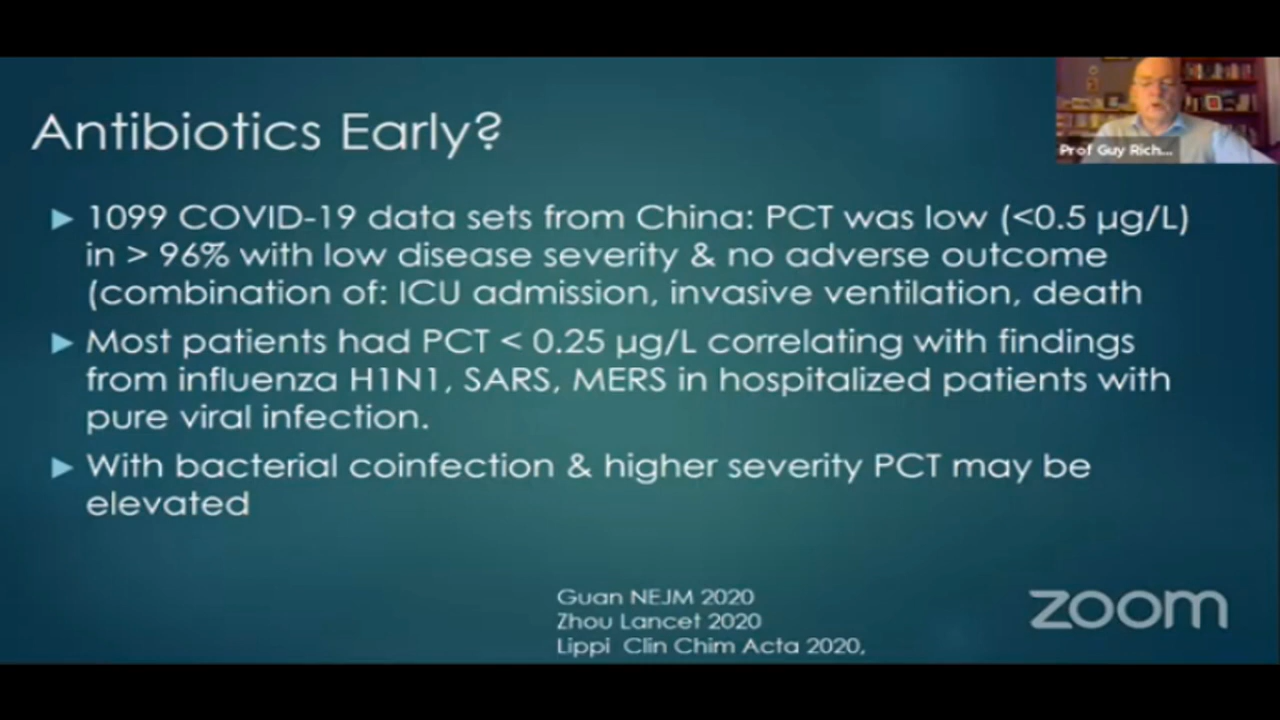 Antibiotics Early?
Prof Guy Rich...
► 1099 COVID-19 data sets from China: PCT was low (<0.5 µg/L)
in > 96% with low disease severity & no adverse outcome
(combination of: ICU admission, invasive ventilation, death
► Most patients had PCT < 0.25 µg/L correlating with findings
from influenza H1N1, SARS, MERS in hospitalized patients with
pure viral infection.
► With bacterial coinfection & higher severity PCT may be
elevated
Guan NEJM 2020
Zhou Lancet 2020
Lippi Clin Chim Acta 2020,
zoom